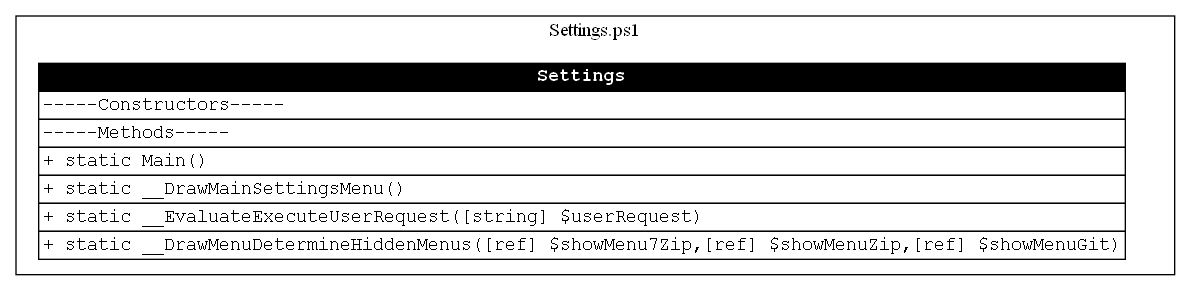 Settings.ps1
Settings
-----Constructors-----
-----Methods-----
+ static Main()
+ static __DrawMainSettingsMenu()
+ static __EvaluateExecuteUserRequest([string] $userRequest)
+ static __DrawMenuDetermineHiddenMenus([ref] $showMenu7Zip,[ref] $showMenuZip,[ref] $showMenuGit)